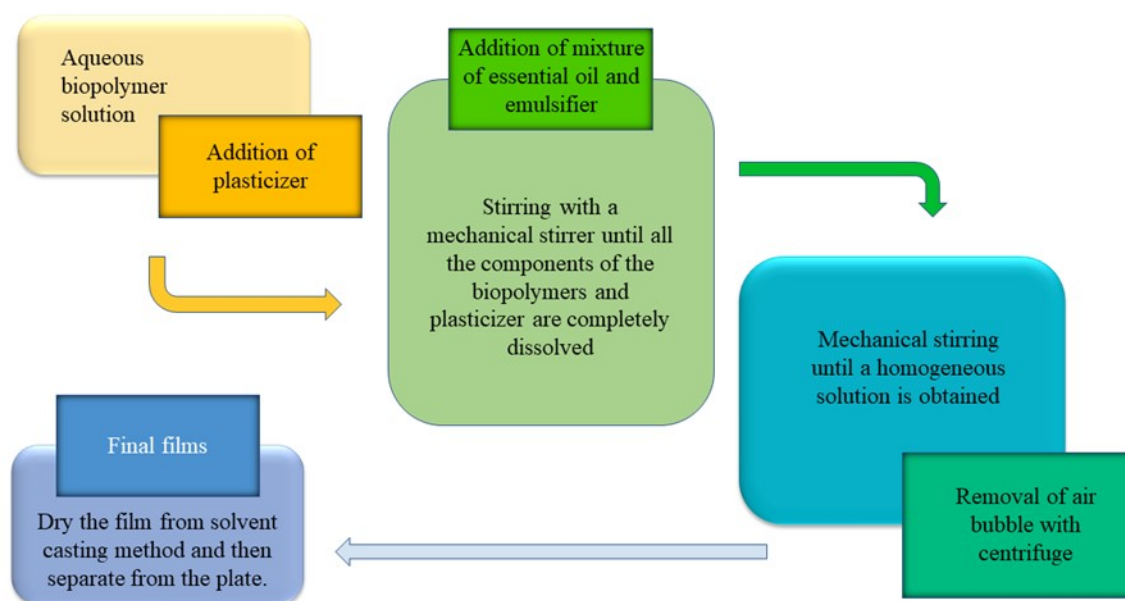 Aqueous
biopolymer
solution
Addition of
plasticizer
Addition of mixture
of essential oil and
emulsifier
Stirring with a
mechanical stirrer until all
the components of the
biopolymers and
plasticizer are completely
dissolved
Mechanical stirring
until a homogeneous
solution is obtained
Removal of air
bubble with
centrifuge
Final films
Dry the film from solvent
casting method and then
separate from the plate.